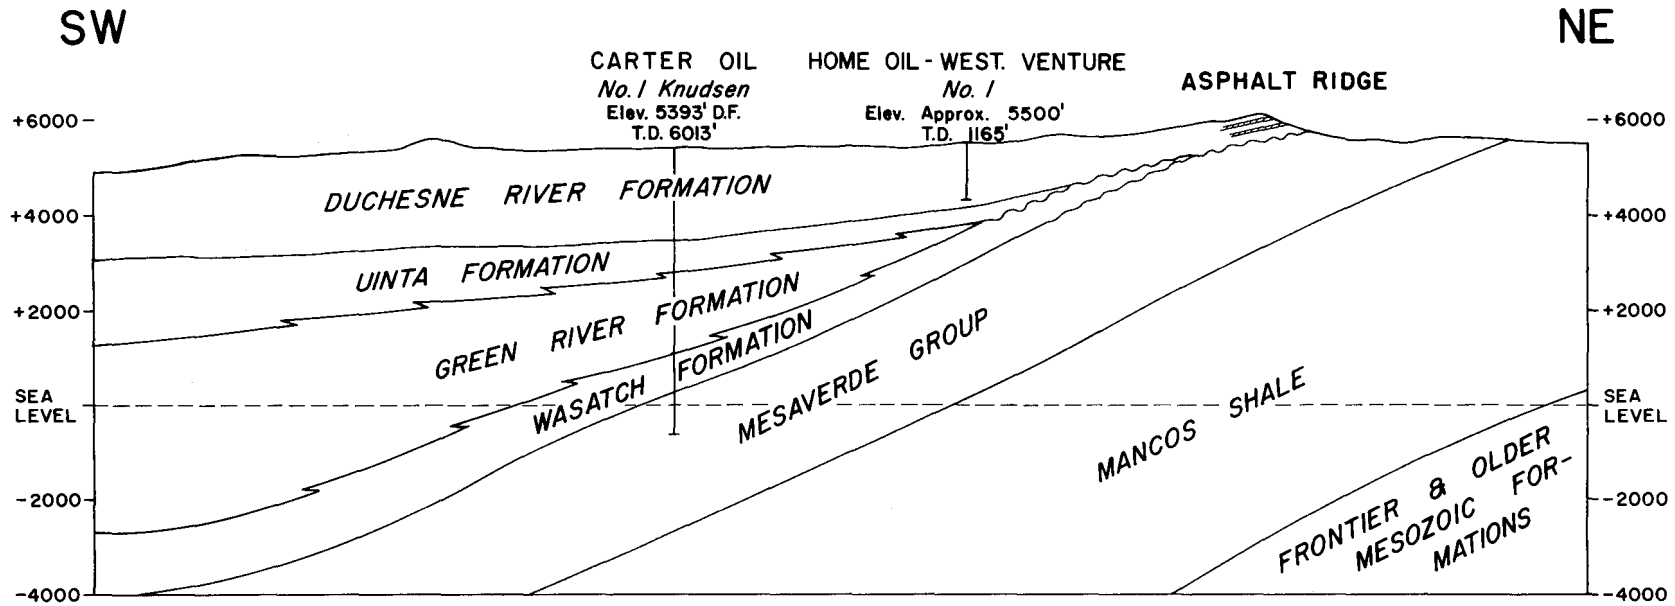 SW
NE
CARTER OIL
No. 1 Knudsen
Elev. 5393' D.F.
T.D. 6013'
HOME OIL - WEST. VENTURE
No. 1
Elev. Approx. 5500'
T.D. 1165'
ASPHALT RIDGE
+6000
+6000
DUCHESNE RIVER FORMATION
+4000
+4000
UINTA FORMATION
+2000
+2000
GREEN RIVER FORMATION
WASATCH FORMATION
MESAVERDE GROUP
MANCOS SHALE
SEA
LEVEL
SEA
LEVEL
FRONTIER & OLDER
MESOZOIC FOR-
MATIONS
-2000
-2000
-4000
-4000